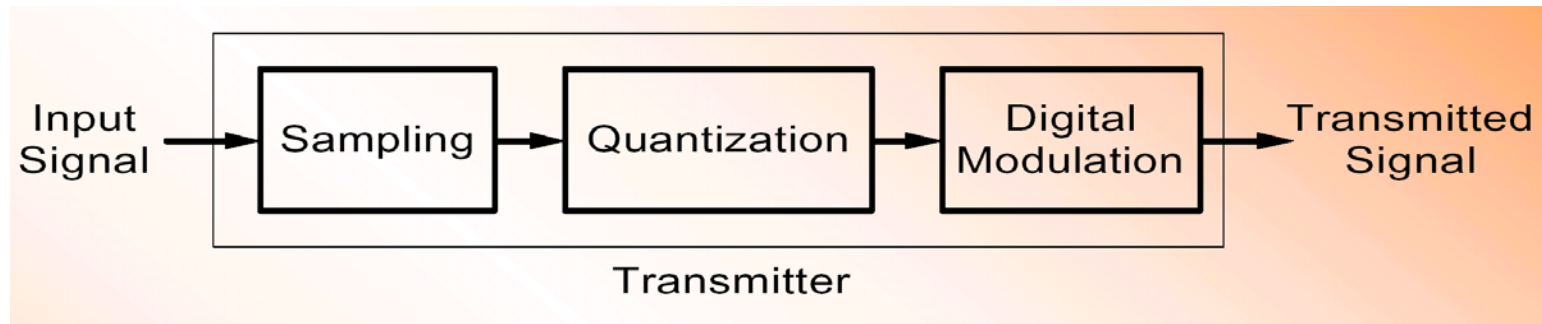 Input
Signal
Sampling
Quantization
Digital
Modulation
Transmitted
Signal
Transmitter